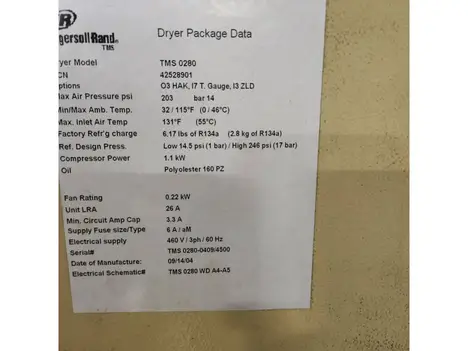 IR
ngersoll-Rand®
TMS
Dryer Package Data
yer Model TMS 0280
CN 42528901
ptions O3 HAK, I7 T. Gauge, I3 ZLD
Max Air Pressure psi 203 bar 14
Min/Max Amb. Temp. 32 / 115°F (0 / 46°C)
Max. Inlet Air Temp 131°F (55°C)
Factory Refr'g charge 6.17 lbs of R134a (2.8 kg of R134a)
Ref. Design Press. Low 14.5 psi (1 bar) / High 246 psi (17 bar)
Compressor Power 1.1 kW
Oil Polyolester 160 PZ
Fan Rating 0.22 kW
Unit LRA 26 A
Min. Circuit Amp Cap 3.3 A
Supply Fuse size/Type 6 A / aM
Electrical supply 460 V / 3ph / 60 Hz
Serial# TMS 0280-0409/4500
Date of Manufacture: 09/14/04
Electrical Schematic# TMS 0280 WD A4-A5